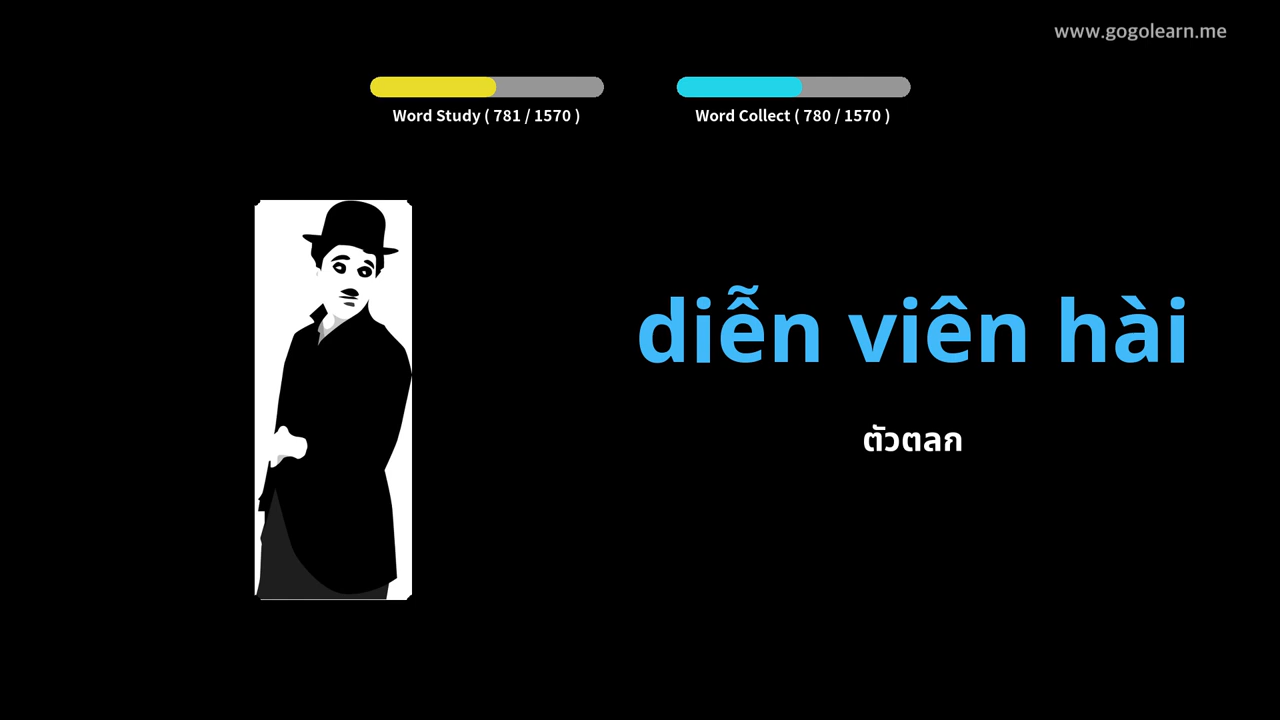 www.gogolearn.me
Word Study ( 781 / 1570 )
Word Collect ( 780 / 1570 )
diễn viên hài
ตัวตลก